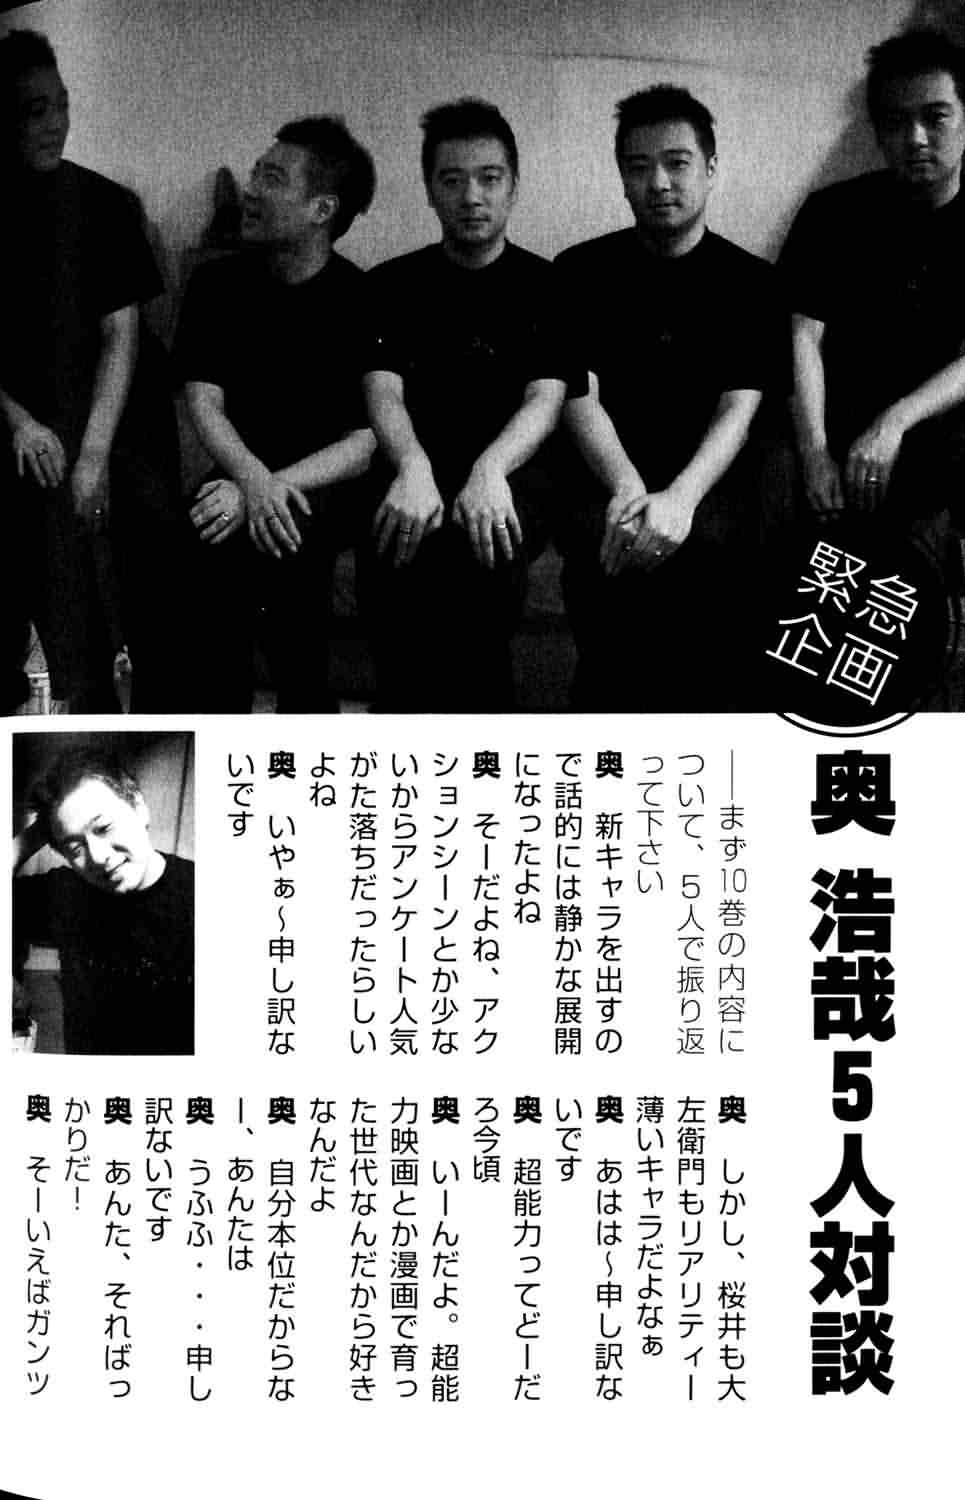 緊急
企画
奥 浩哉5人対談
──まず10巻の内容に
ついて、5人で振り返
って下さい
奥　新キャラを出すの
で話的には静かな展開
になったよね
奥　そーだよね、アク
ションシーンとか少な
いからアンケート人気
がた落ちだったらしい
よね
奥　いやぁ～申し訳な
いです
奥　しかし、桜井も大
左衛門もリアリティー
薄いキャラだよなぁ
奥　あはは～申し訳な
いです
奥　超能力ってどーだ
ろ今頃
奥　いーんだよ。超能
力映画とか漫画で育っ
た世代なんだから好き
なんだよ
奥　自分本位だからな
ー、あんたは
奥　うふふ・・・申し
訳ないです
奥　あんた、そればっ
かりだ！
奥　そーいえばガンツ